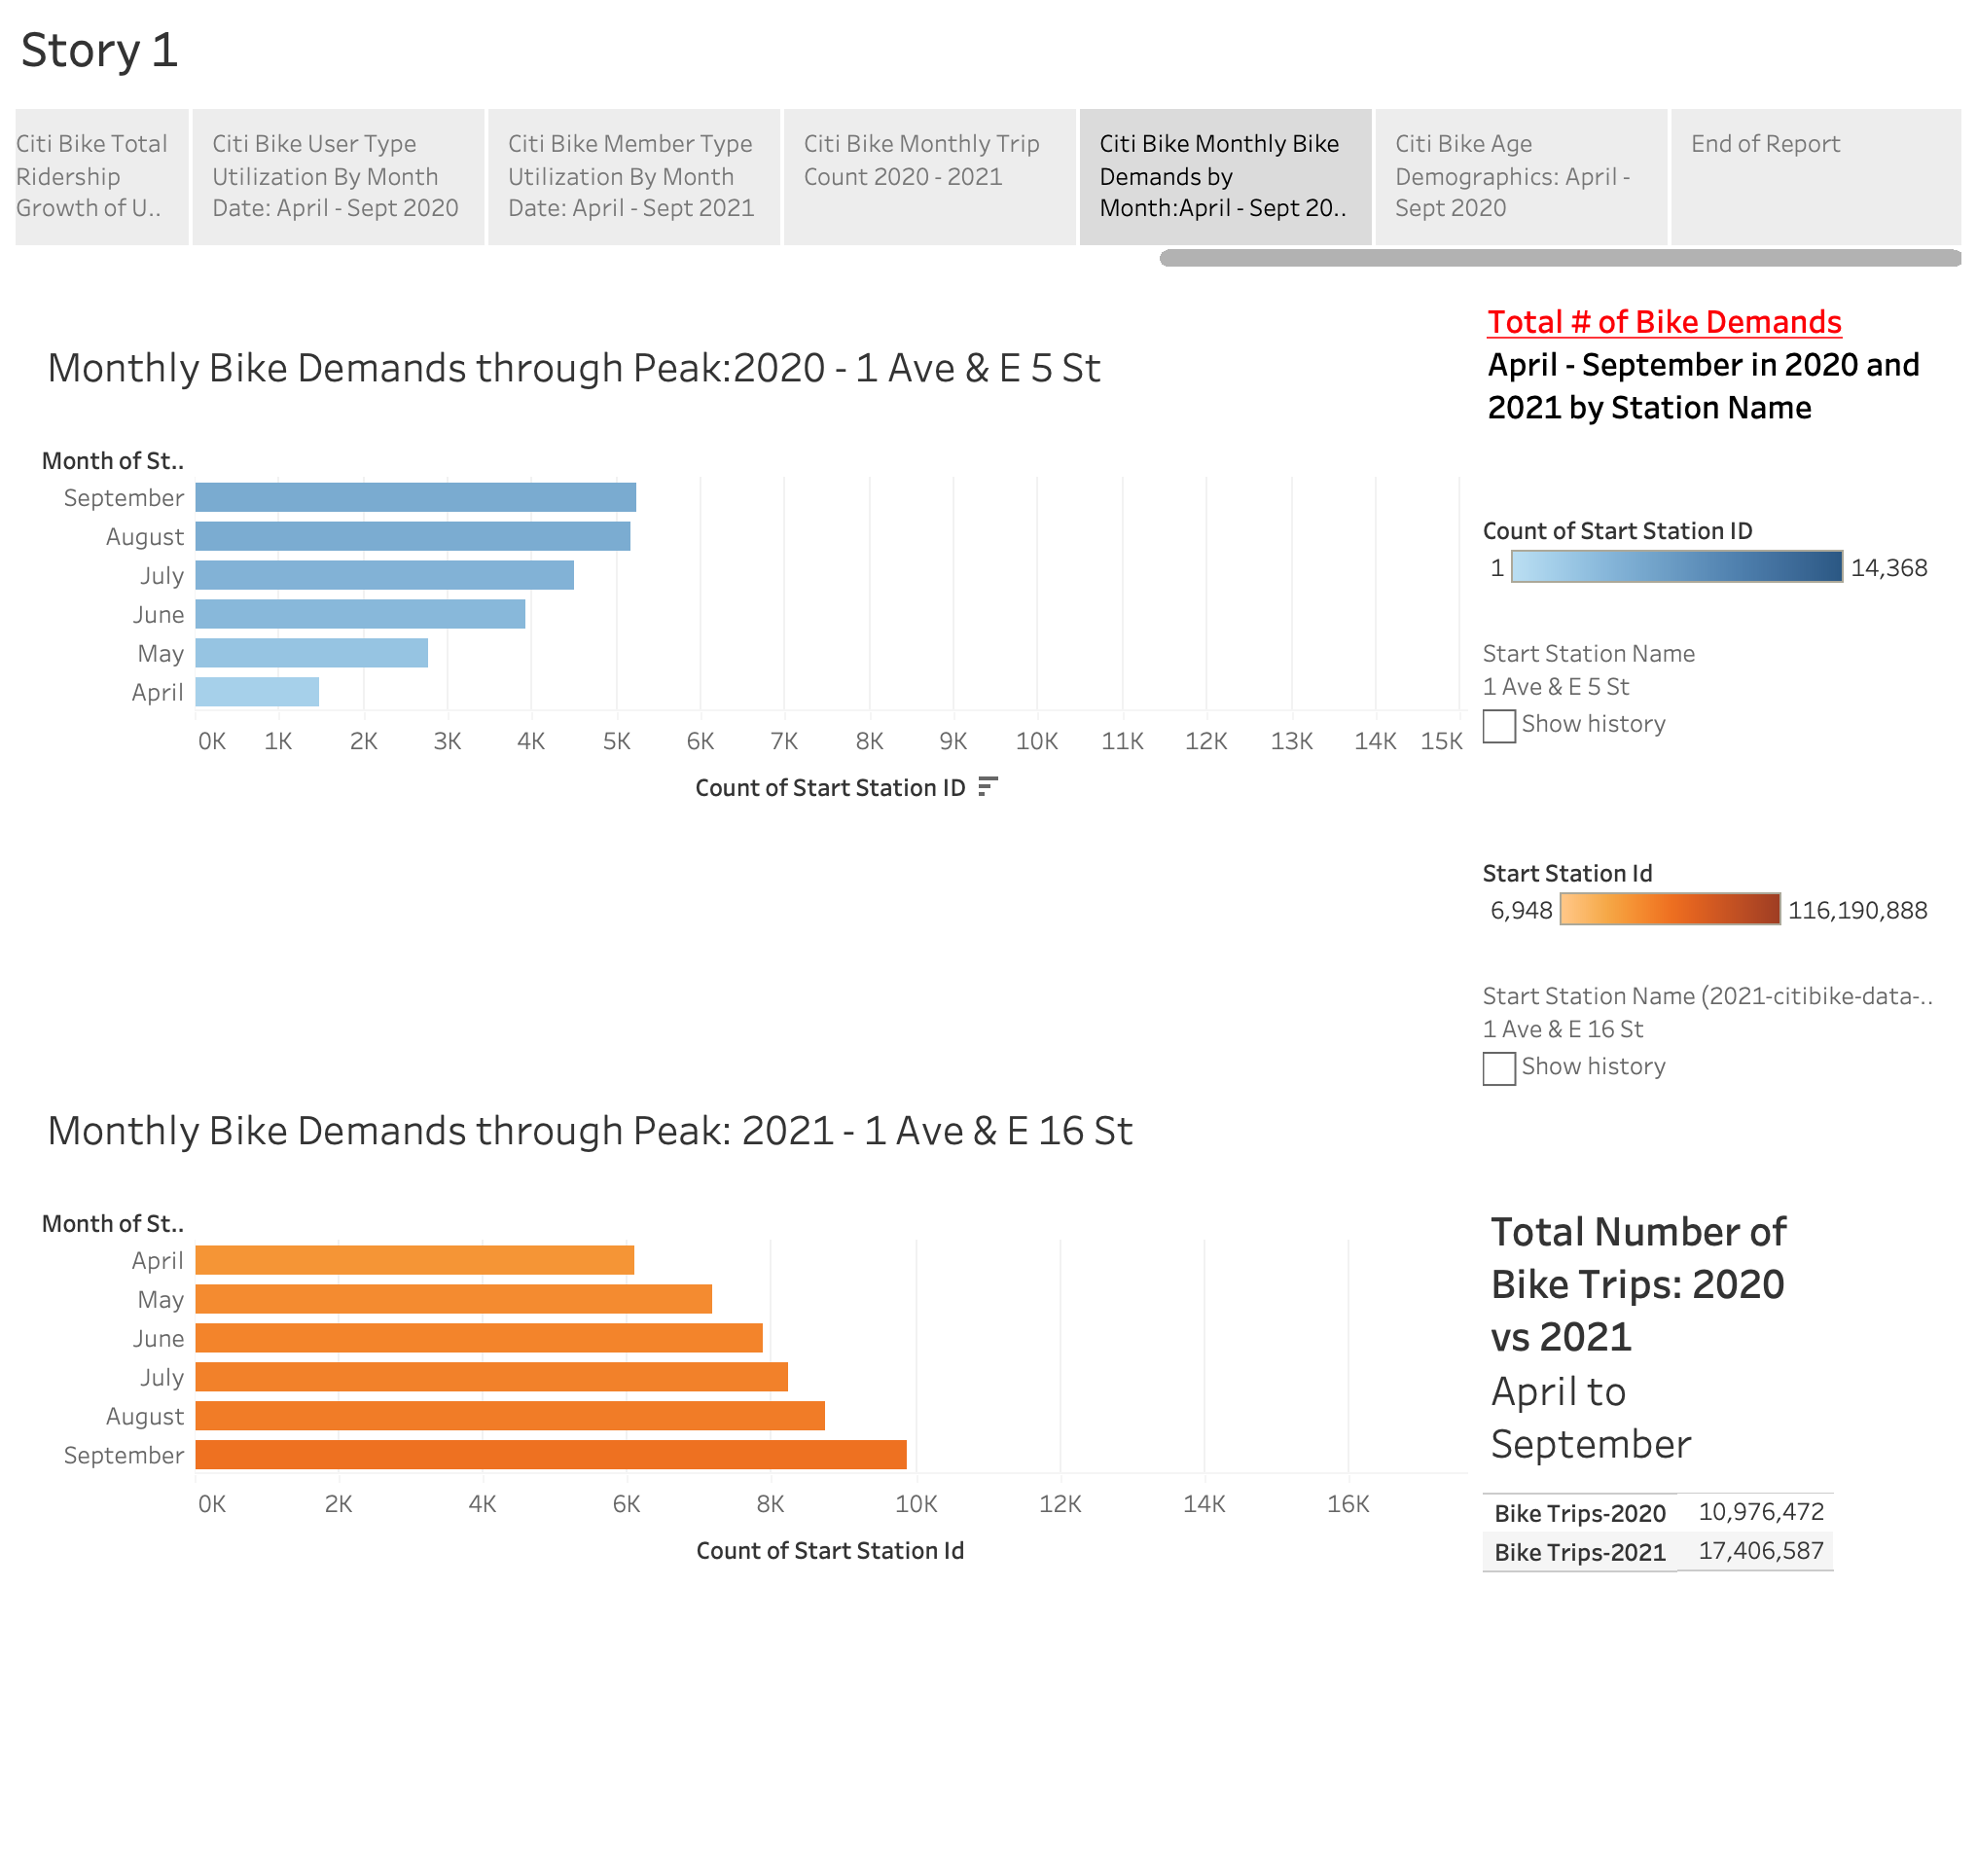 Story 1
Citi Bike Total
Ridership
Growth of U..
Citi Bike User Type
Utilization By Month
Date: April - Sept 2020
Citi Bike Member Type
Utilization By Month
Date: April - Sept 2021
Citi Bike Monthly Trip
Count 2020 - 2021
Citi Bike Monthly Bike
Demands by
Month:April - Sept 20..
Citi Bike Age
Demographics: April -
Sept 2020
End of Report
Monthly Bike Demands through Peak:2020 - 1 Ave & E 5 St
Month of St..
September
August
July
June
May
April
0K 1K 2K 3K 4K 5K 6K 7K 8K 9K 10K 11K 12K 13K 14K 15K
Count of Start Station ID
Total # of Bike Demands
April - September in 2020 and
2021 by Station Name
Count of Start Station ID
1 14,368
Start Station Name
1 Ave & E 5 St
Show history
Start Station Id
6,948 116,190,888
Start Station Name (2021-citibike-data-..
1 Ave & E 16 St
Show history
Monthly Bike Demands through Peak: 2021 - 1 Ave & E 16 St
Month of St..
April
May
June
July
August
September
0K 2K 4K 6K 8K 10K 12K 14K 16K
Count of Start Station Id
Total Number of
Bike Trips: 2020
vs 2021
April to
September
Bike Trips-2020 10,976,472
Bike Trips-2021 17,406,587